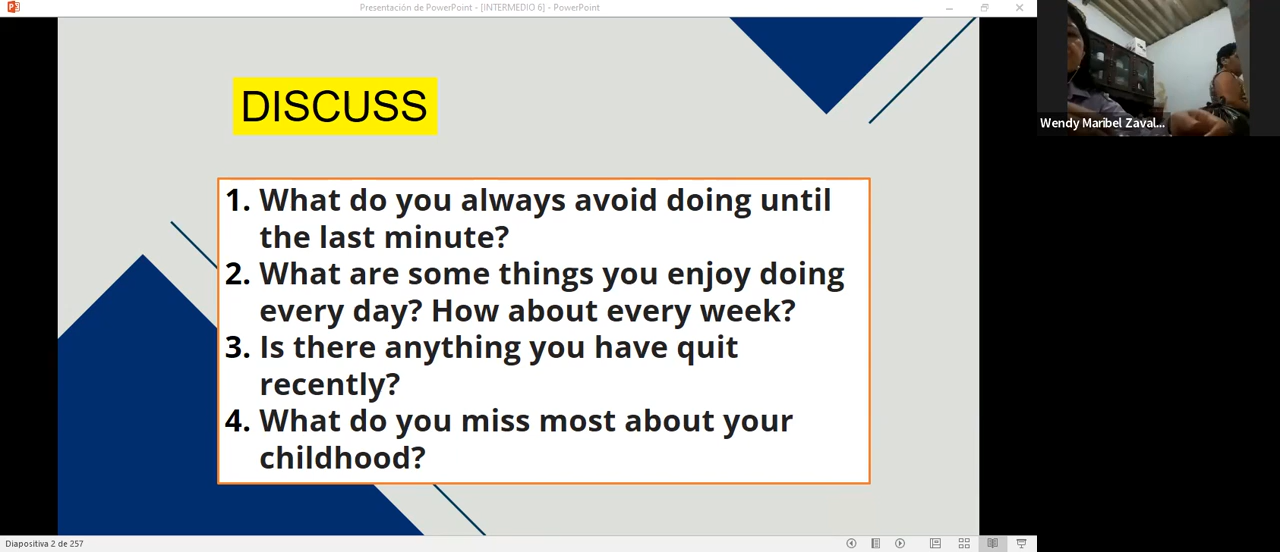 Presentación de PowerPoint - [INTERMEDIO 6] - PowerPoint
Wendy Maribel Zaval...
DISCUSS
1. What do you always avoid doing until
the last minute?
2. What are some things you enjoy doing
every day? How about every week?
3. Is there anything you have quit
recently?
4. What do you miss most about your
childhood?
Diapositiva 2 de 257